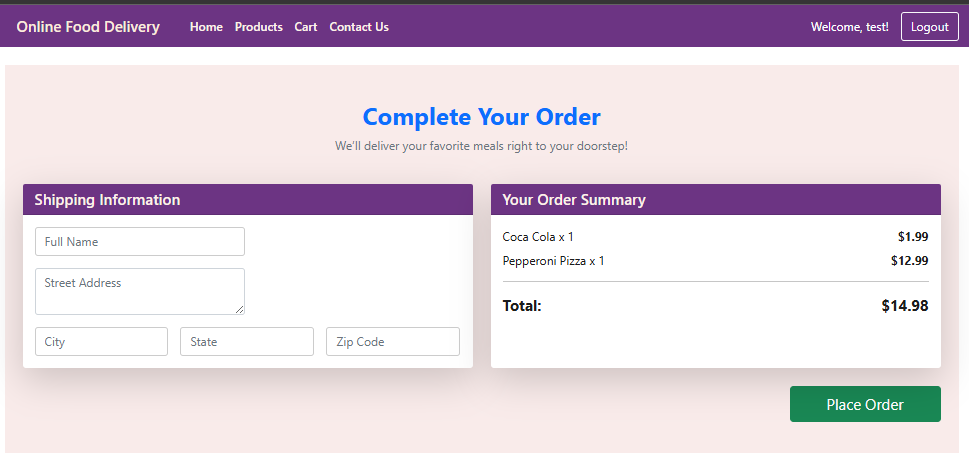 Online Food Delivery Home Products Cart Contact Us Welcome, test! Logout
Complete Your Order
We'll deliver your favorite meals right to your doorstep!
Shipping Information
Full Name
Street Address
City State Zip Code
Your Order Summary
Coca Cola x 1 $1.99
Pepperoni Pizza x 1 $12.99
Total: $14.98
Place Order